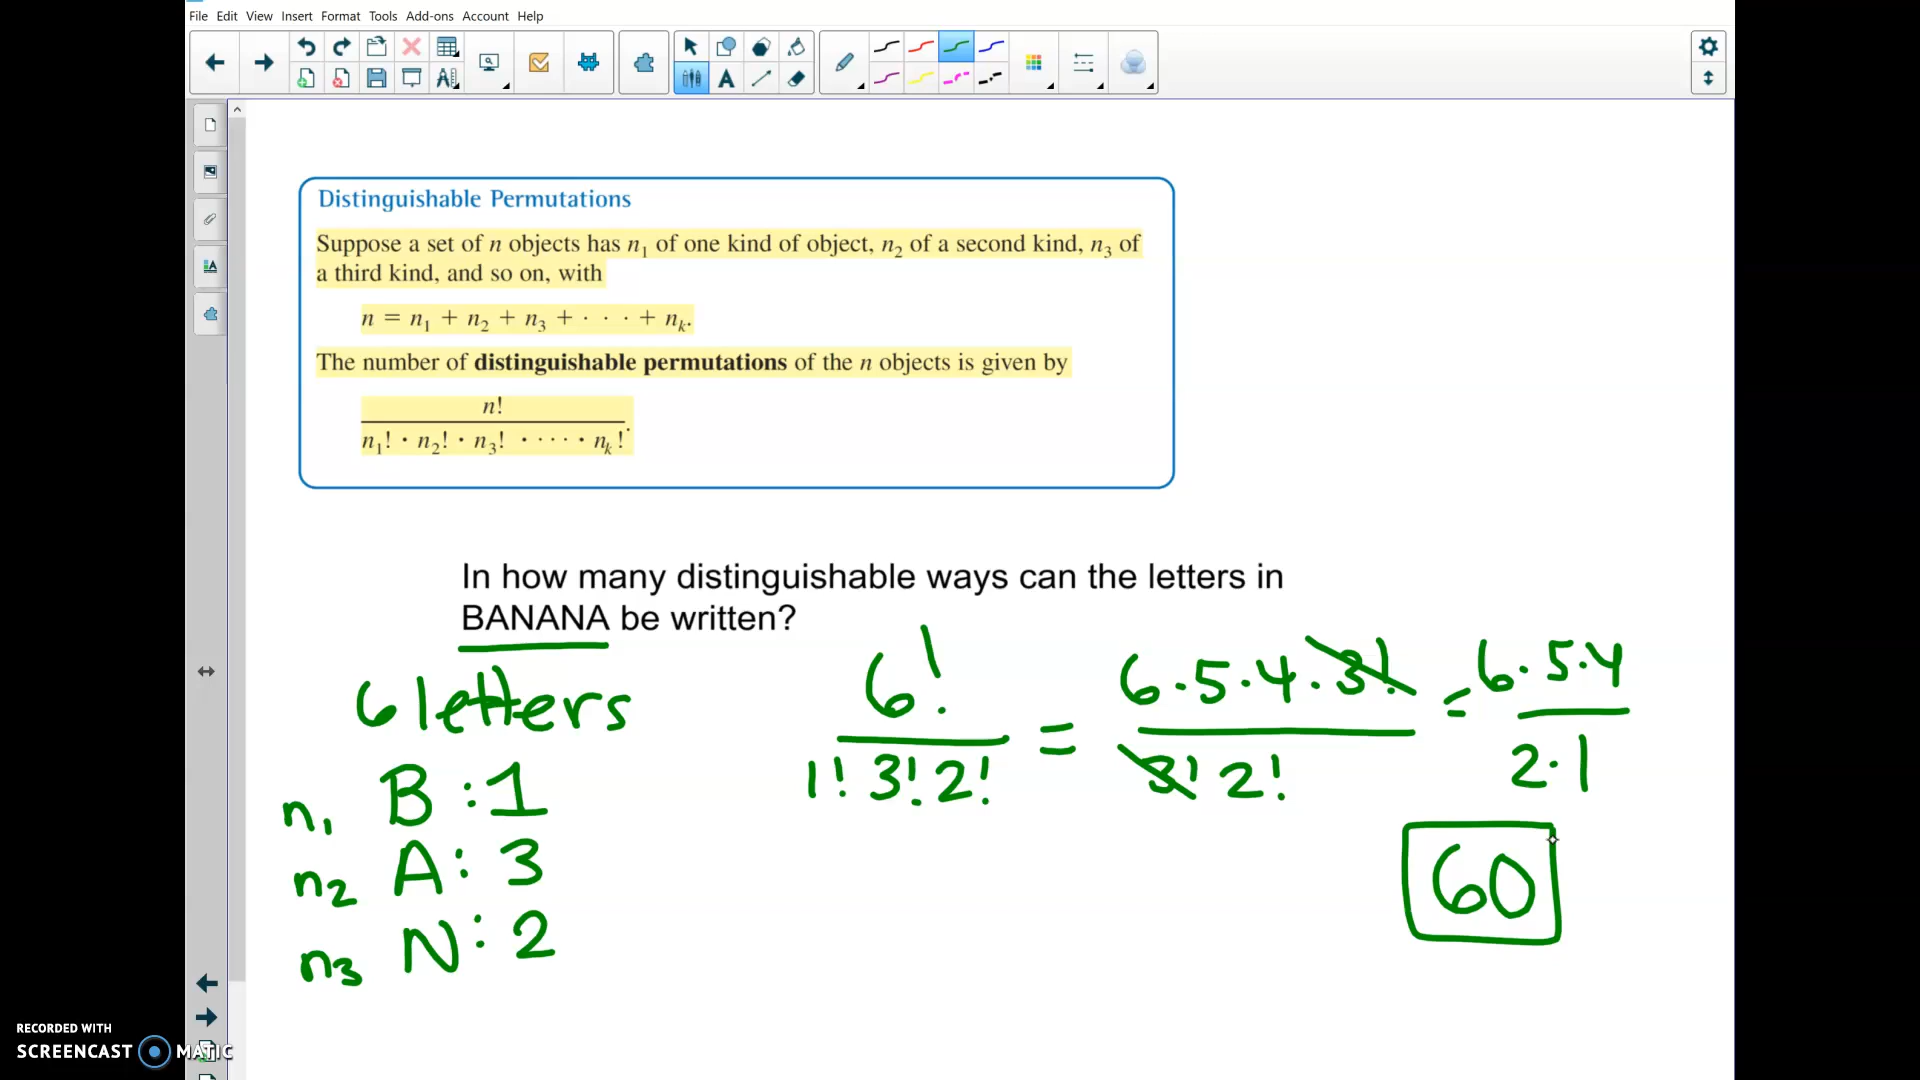 File Edit View Insert Format Tools Add-ons Account Help
Distinguishable Permutations
Suppose a set of n objects has n₁ of one kind of object, n₂ of a second kind, n₃ of
a third kind, and so on, with
n = n₁ + n₂ + n₃ + · · · + nₖ.
The number of distinguishable permutations of the n objects is given by
n!
n₁! · n₂! · n₃! · · · · · nₖ!.
In how many distinguishable ways can the letters in
BANANA be written?
6 letters
n₁ B : 1
n₂ A : 3
n₃ N : 2
6!
1! 3! 2!
=
6 · 5 · 4 · 3!
3! 2!
=
6 · 5 · 4
2 · 1
60
RECORDED WITH
SCREENCAST MATIC